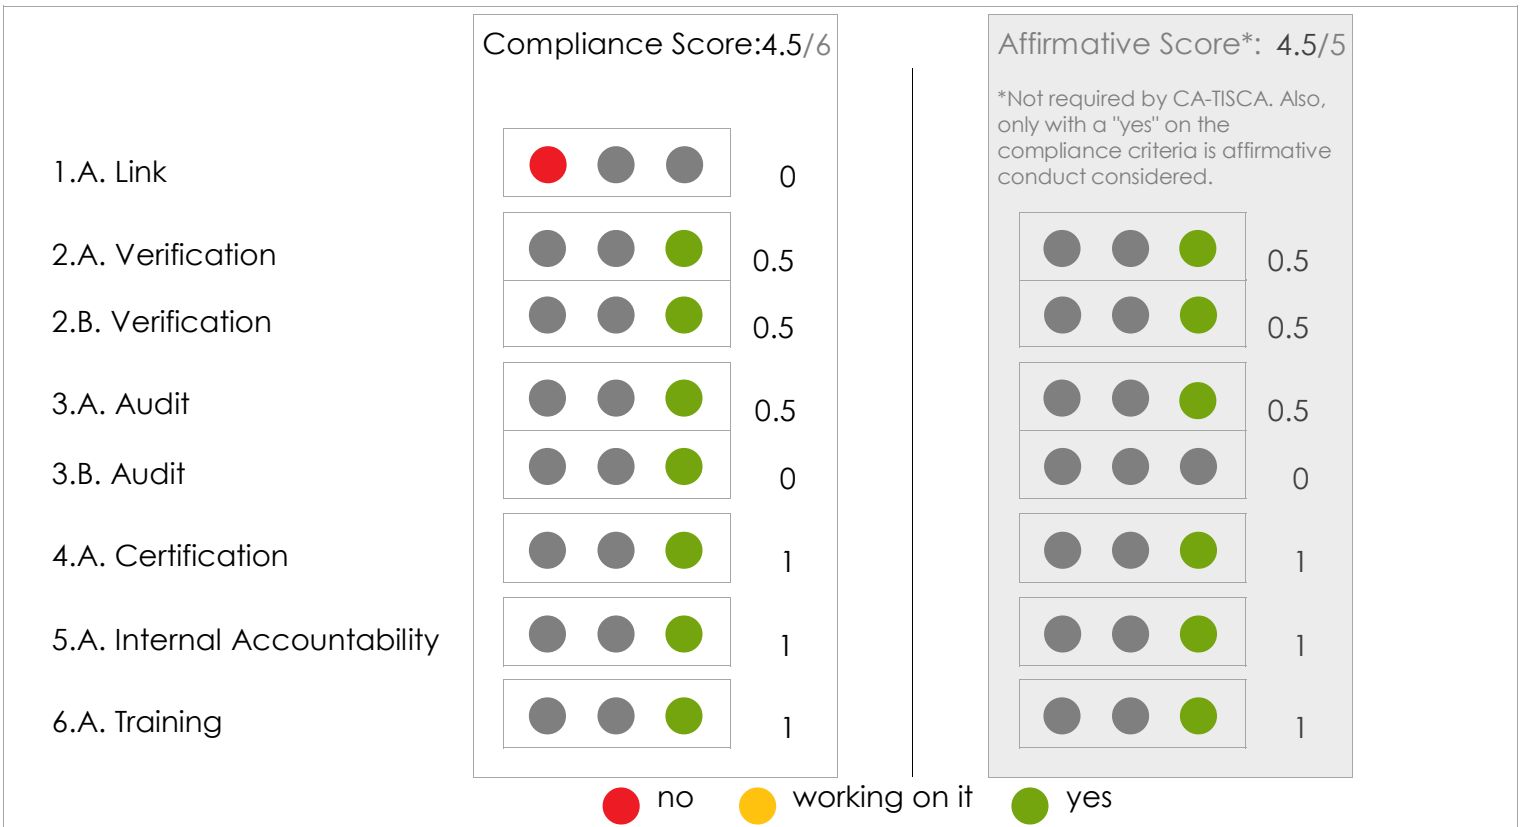 Compliance Score:4.5/6
Affirmative Score*: 4.5/5
*Not required by CA-TISCA. Also,
only with a "yes" on the
compliance criteria is affirmative
conduct considered.
1.A. Link 0
2.A. Verification 0.5 0.5
2.B. Verification 0.5 0.5
3.A. Audit 0.5 0.5
3.B. Audit 0 0
4.A. Certification 1 1
5.A. Internal Accountability 1 1
6.A. Training 1 1
no working on it yes